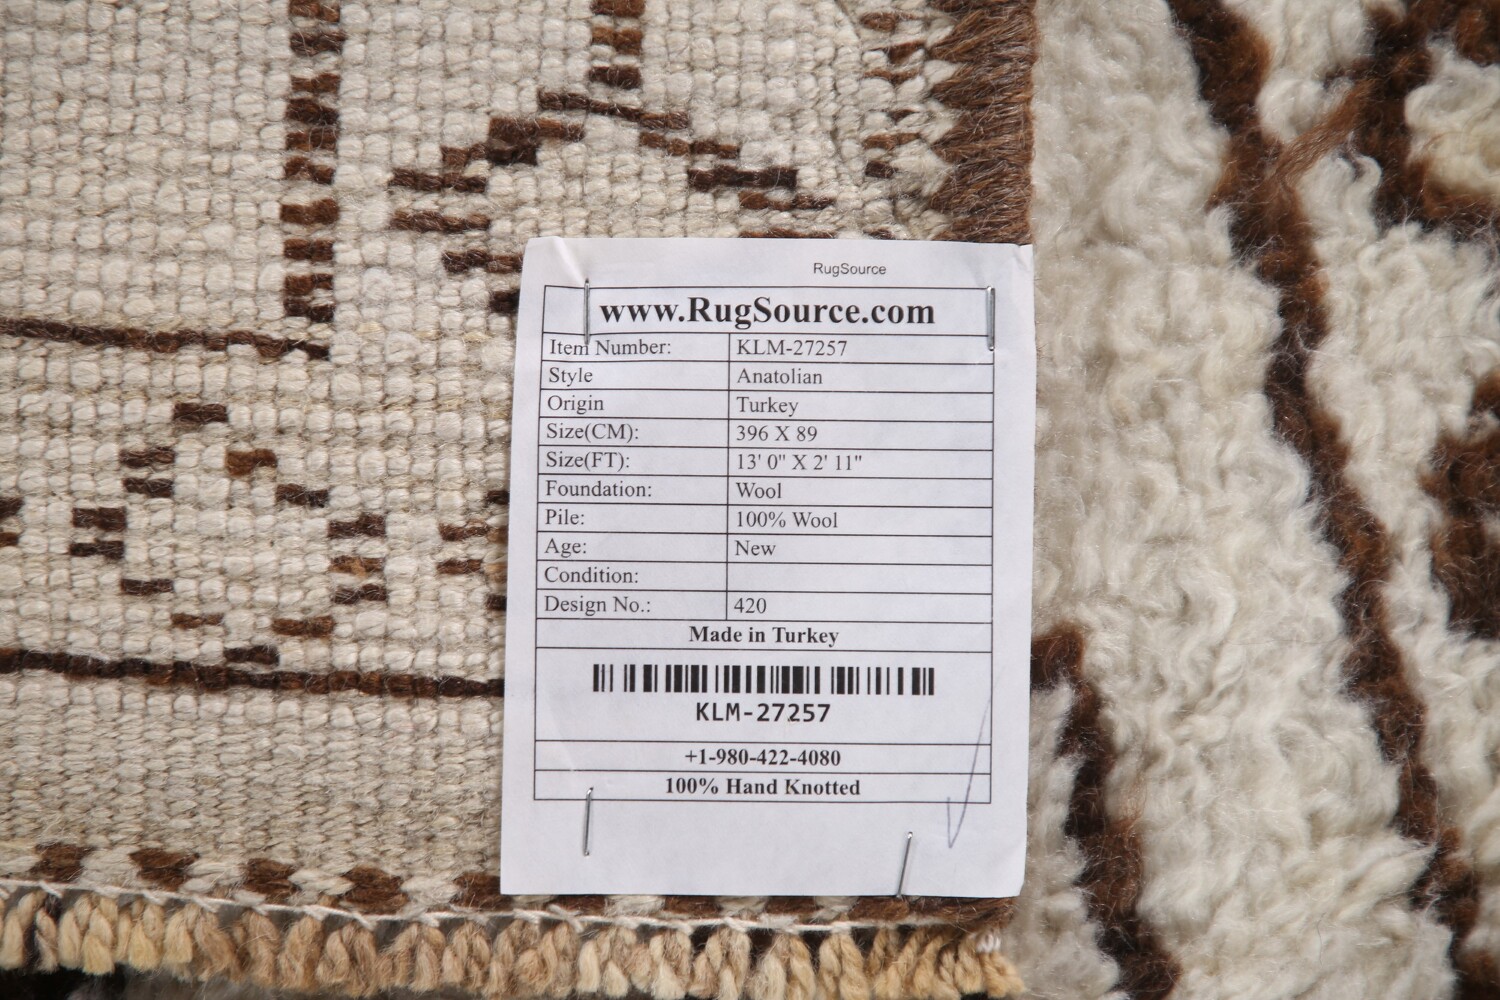 RugSource
www.RugSource.com
Item Number: KLM-27257
Style Anatolian
Origin Turkey
Size(CM): 396 X 89
Size(FT): 13' 0" X 2' 11"
Foundation: Wool
Pile: 100% Wool
Age: New
Condition:
Design No.: 420
Made in Turkey
KLM-27257
+1-980-422-4080
100% Hand Knotted